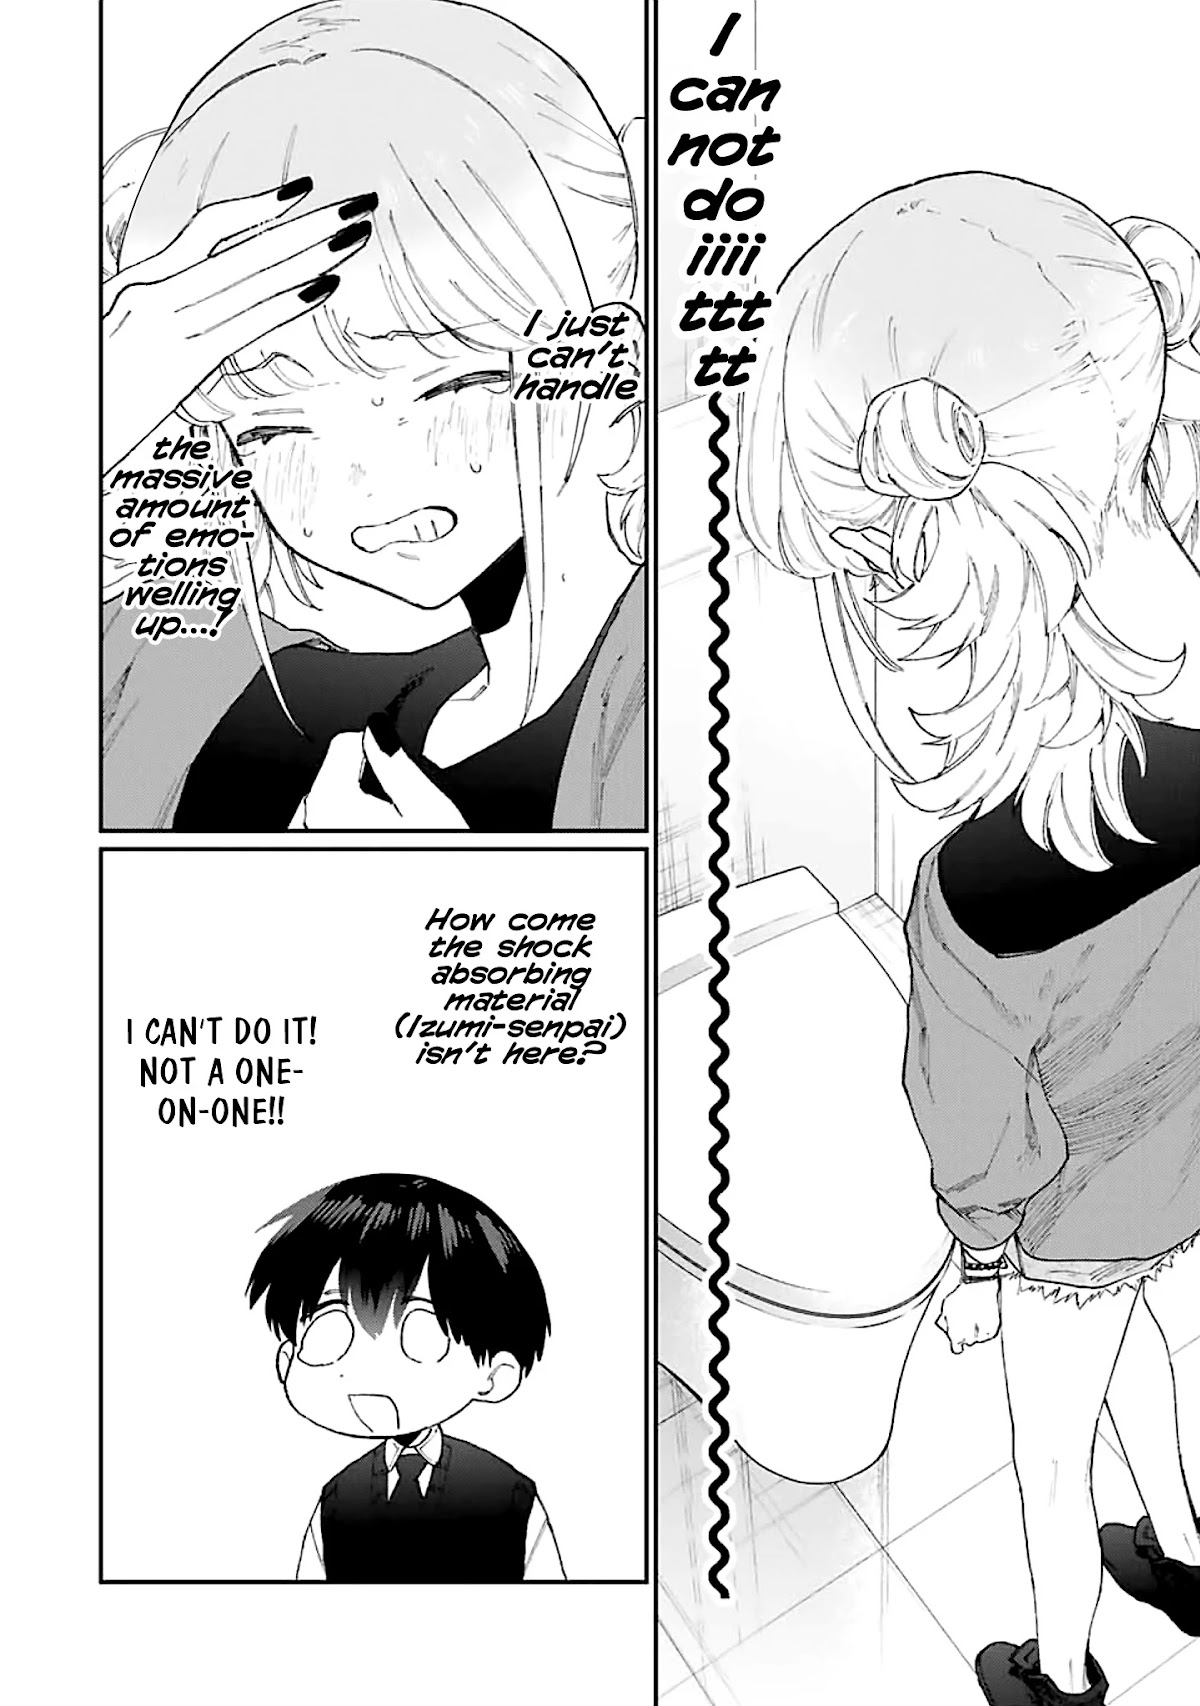 I
can
not
do
iiii
ttt
tt
I just
can't
handle
the
massive
amount
of emo-
tions
welling
up...!
How come
the shock
absorbing
material
(Izumi-senpai)
isn't here?
I CAN'T DO IT!
NOT A ONE-
ON-ONE!!